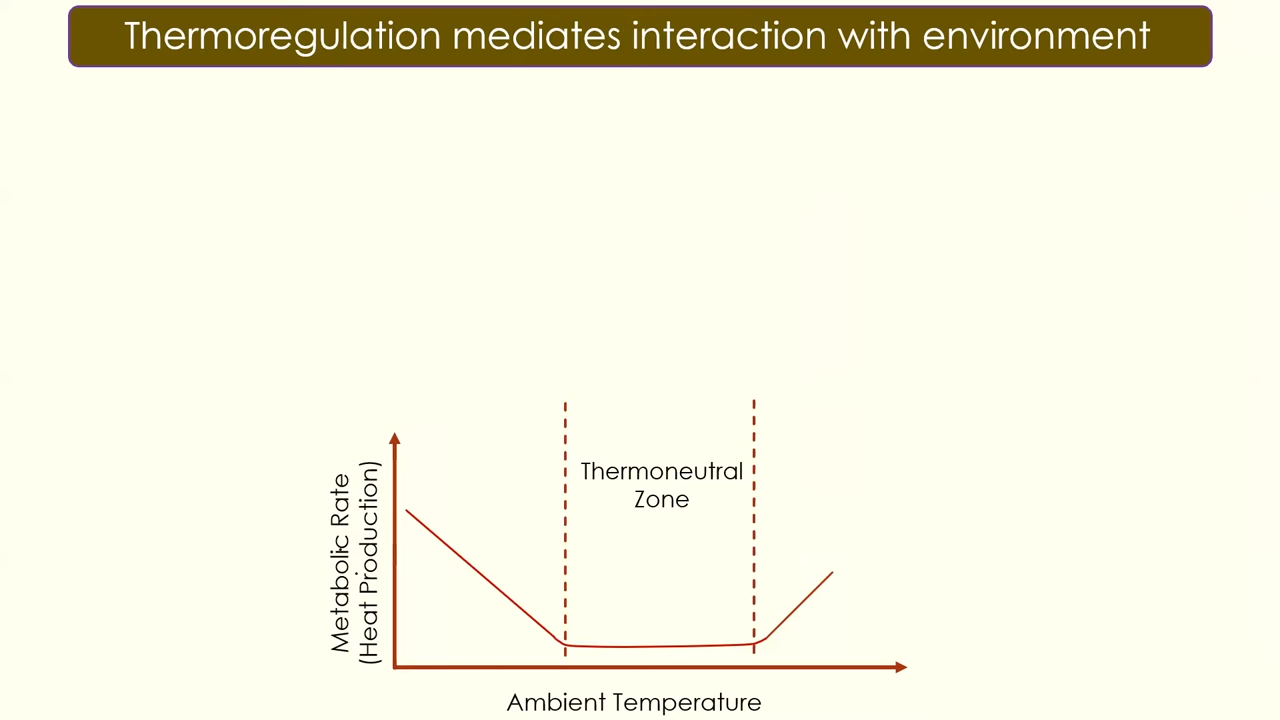 Thermoregulation mediates interaction with environment
Thermoneutral
Zone
Metabolic Rate
(Heat Production)
Ambient Temperature